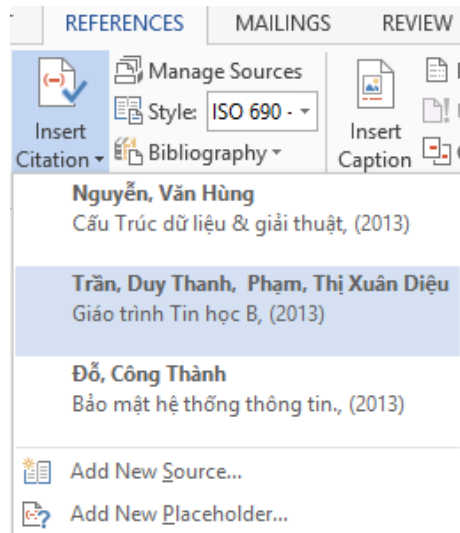 REFERENCES MAILINGS REVIEW
Manage Sources
Style: ISO 690 -
Insert Citation
Bibliography
Insert Caption
Nguyễn, Văn Hùng
Cấu Trúc dữ liệu & giải thuật, (2013)
Trần, Duy Thanh, Phạm, Thị Xuân Diệu
Giáo trình Tin học B, (2013)
Đỗ, Công Thành
Bảo mật hệ thống thông tin., (2013)
Add New Source...
Add New Placeholder...